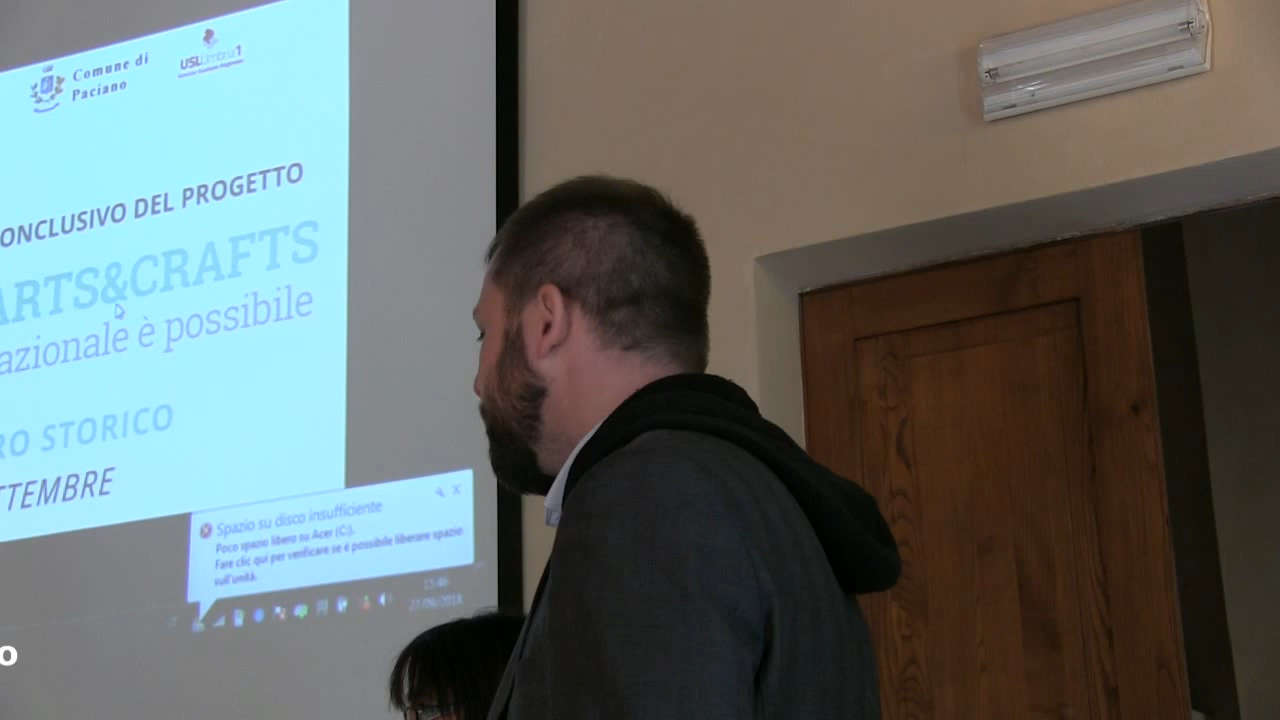 Comune di
Paciano
USLUmbria1
ONCLUSIVO DEL PROGETTO
ARTS&CRAFTS
azionale è possibile
RO STORICO
TTEMBRE
Spazio su disco insufficiente
Poco spazio libero su Acer (C:).
Fare clic qui per verificare se è possibile liberare spazio
sull'unità.
15:46
27/09/2018
o